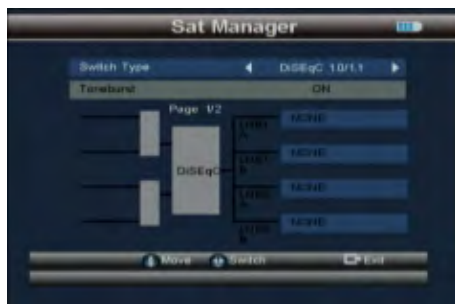 Sat Manager
Switch Type DiSEqC 1.0/1.1
Toneburst ON
Page 1/2
NONE
A
NONE
DiSEqC
B
NONE
A
NONE
B
Move Switch Exit